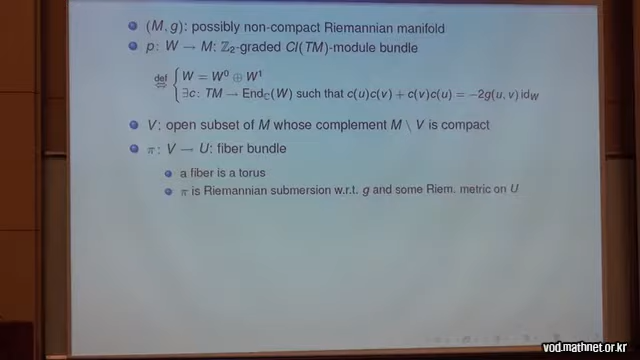 (M, g): possibly non-compact Riemannian manifold
p: W → M: ℤ₂-graded Cl(TM)-module bundle
def ⇔ { W = W⁰ ⊕ W¹
∃c: TM → End_ℂ(W) such that c(u)c(v) + c(v)c(u) = −2g(u, v) id_W
V: open subset of M whose complement M \ V is compact
π: V → U: fiber bundle
a fiber is a torus
π is Riemannian submersion w.r.t. g and some Riem. metric on U
vod.mathnet.or.kr